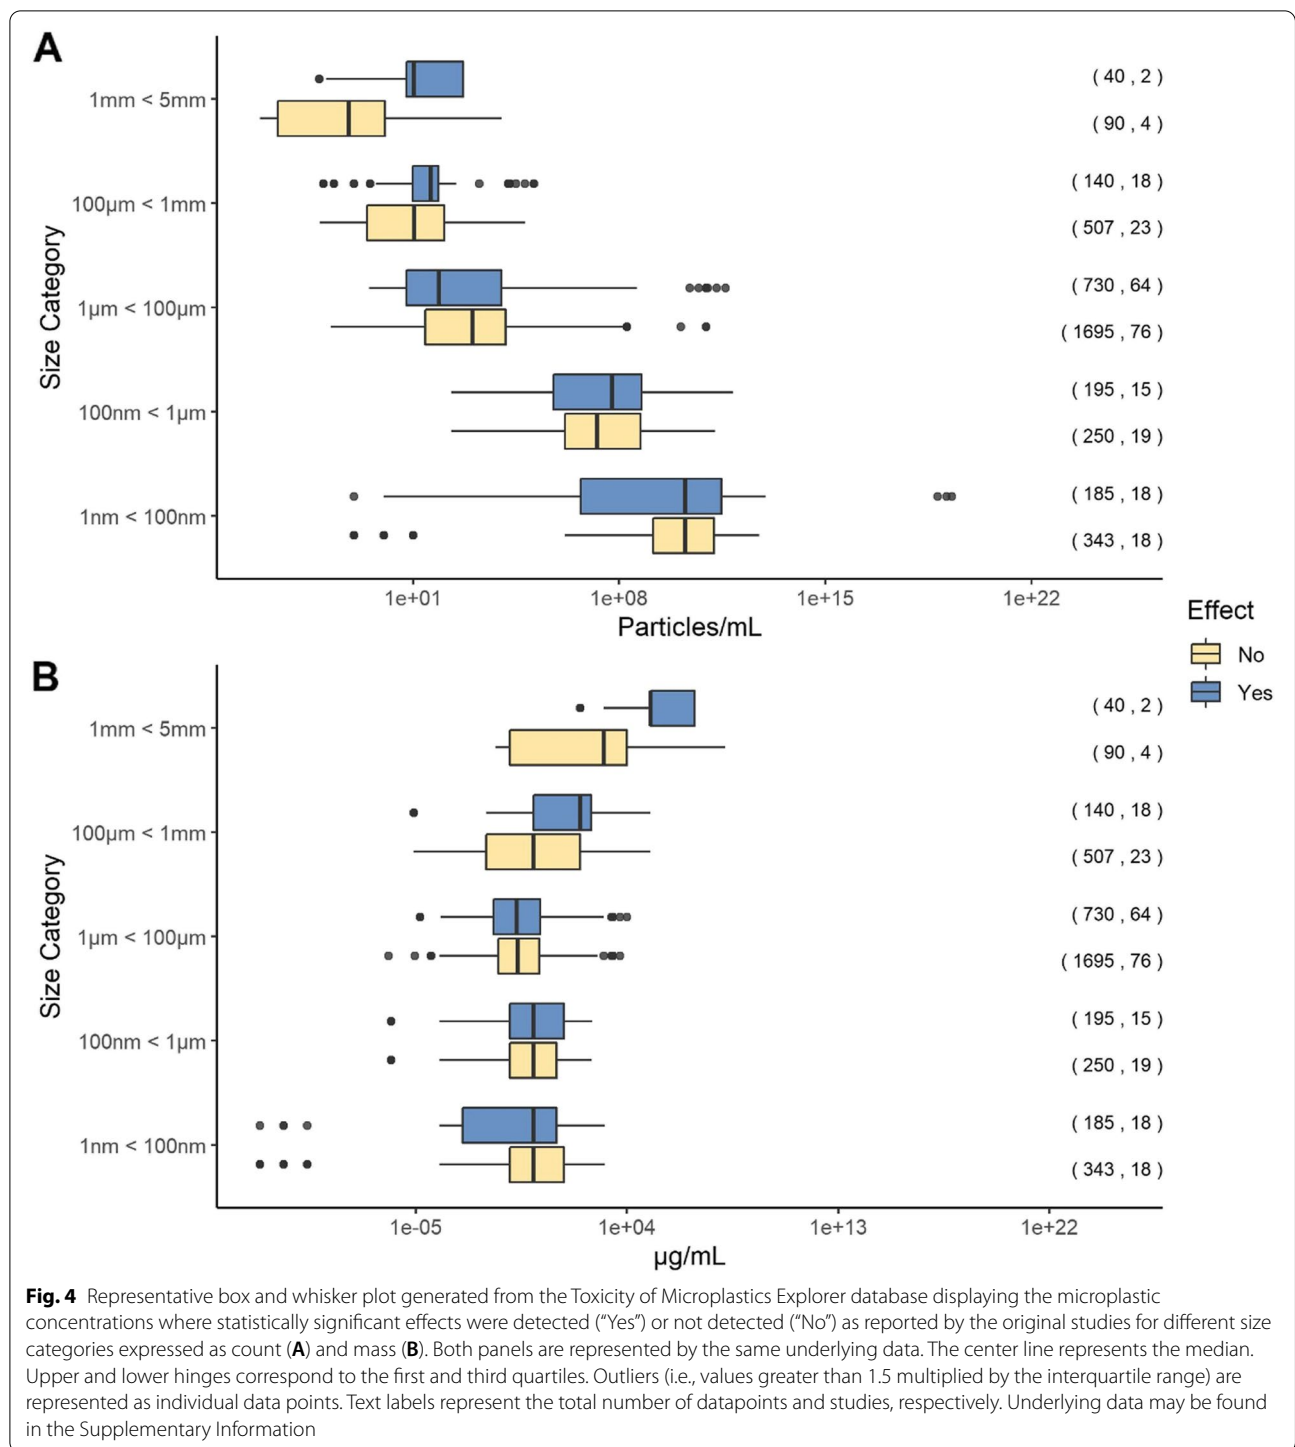 A
Size Category
1mm < 5mm
( 40 , 2 )
( 90 , 4 )
100µm < 1mm
( 140 , 18 )
( 507 , 23 )
1µm < 100µm
( 730 , 64 )
( 1695 , 76 )
100nm < 1µm
( 195 , 15 )
( 250 , 19 )
1nm < 100nm
( 185 , 18 )
( 343 , 18 )
1e+01 1e+08 1e+15 1e+22
Particles/mL
Effect
No
Yes
B
Size Category
1mm < 5mm
( 40 , 2 )
( 90 , 4 )
100µm < 1mm
( 140 , 18 )
( 507 , 23 )
1µm < 100µm
( 730 , 64 )
( 1695 , 76 )
100nm < 1µm
( 195 , 15 )
( 250 , 19 )
1nm < 100nm
( 185 , 18 )
( 343 , 18 )
1e-05 1e+04 1e+13 1e+22
µg/mL
Fig. 4 Representative box and whisker plot generated from the Toxicity of Microplastics Explorer database displaying the microplastic
concentrations where statistically significant effects were detected (“Yes”) or not detected (“No”) as reported by the original studies for different size
categories expressed as count (A) and mass (B). Both panels are represented by the same underlying data. The center line represents the median.
Upper and lower hinges correspond to the first and third quartiles. Outliers (i.e., values greater than 1.5 multiplied by the interquartile range) are
represented as individual data points. Text labels represent the total number of datapoints and studies, respectively. Underlying data may be found
in the Supplementary Information